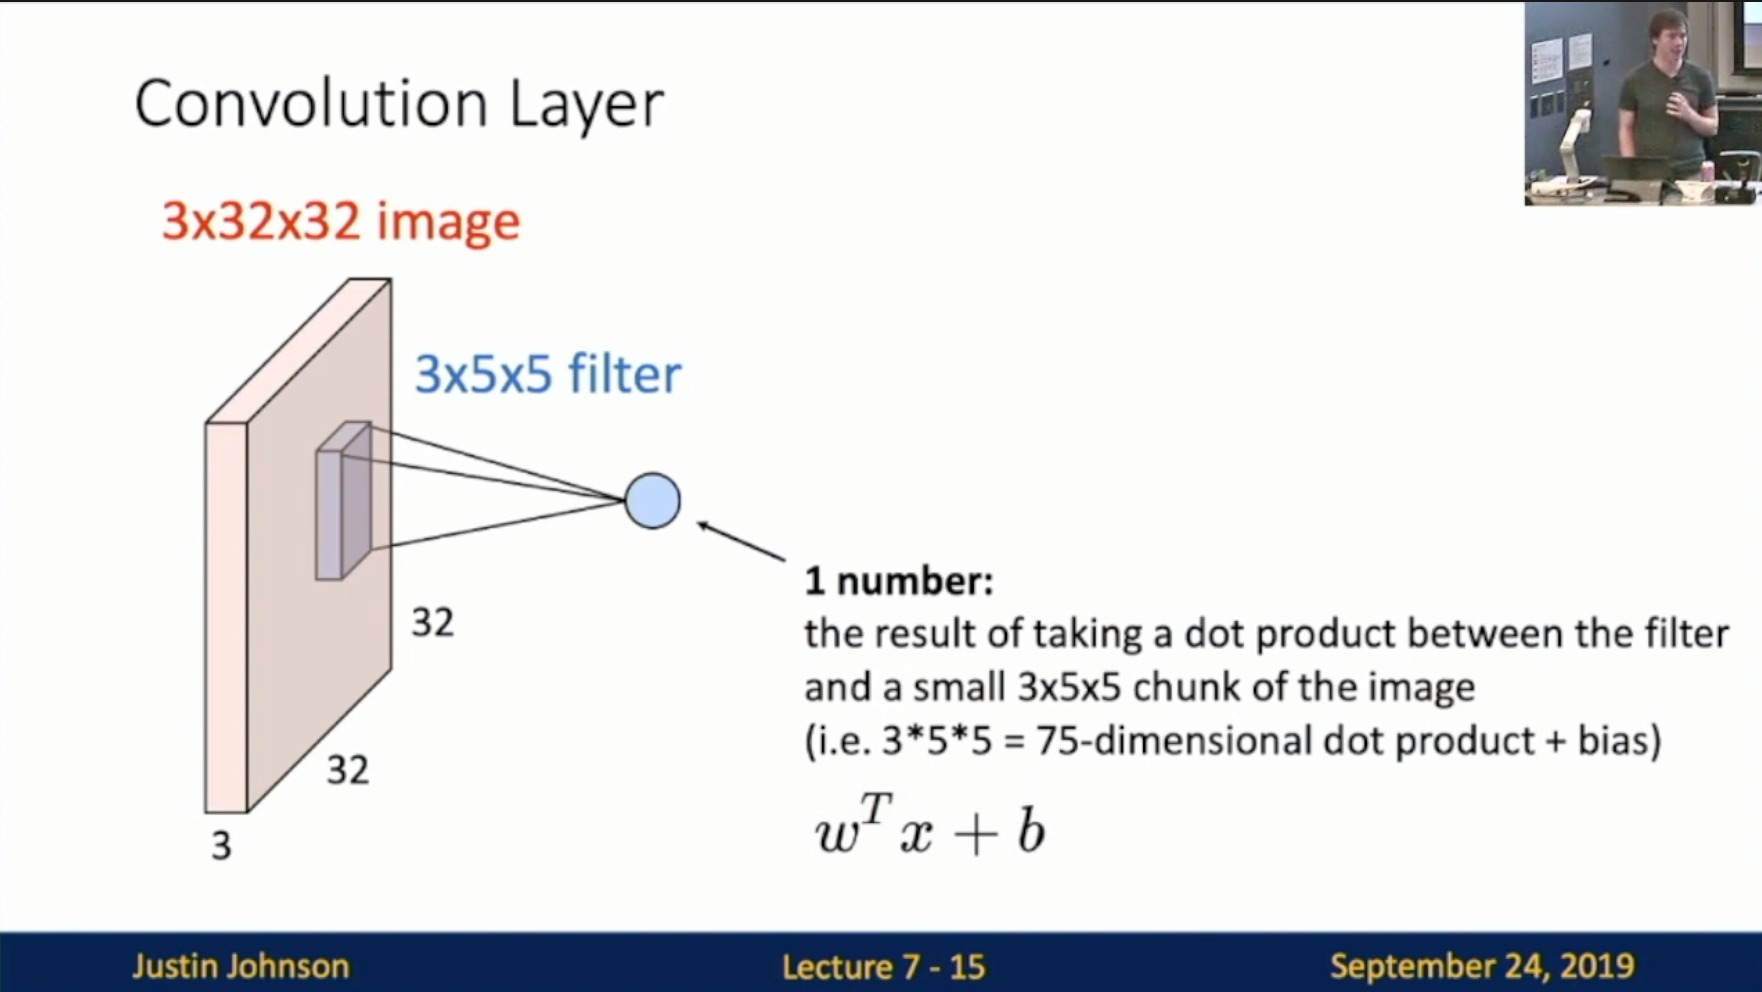 Convolution Layer
3x32x32 image
3x5x5 filter
32
32
3
1 number:
the result of taking a dot product between the filter
and a small 3x5x5 chunk of the image
(i.e. 3*5*5 = 75-dimensional dot product + bias)
w^T x + b
Justin Johnson
Lecture 7 - 15
September 24, 2019